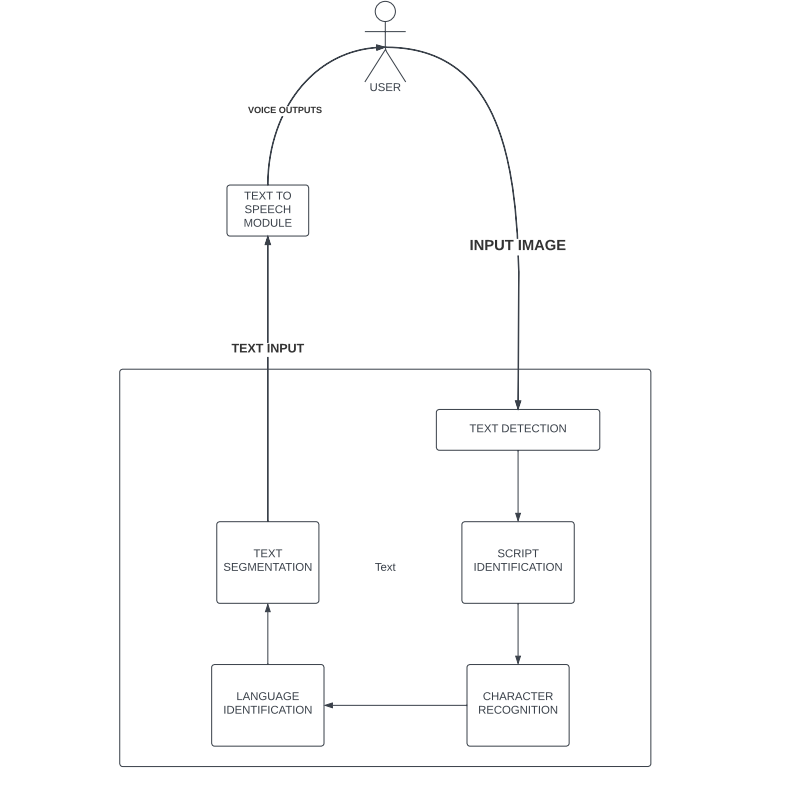 USER
VOICE OUTPUTS
TEXT TO
SPEECH
MODULE
INPUT IMAGE
TEXT INPUT
TEXT DETECTION
TEXT
SEGMENTATION
Text
SCRIPT
IDENTIFICATION
LANGUAGE
IDENTIFICATION
CHARACTER
RECOGNITION